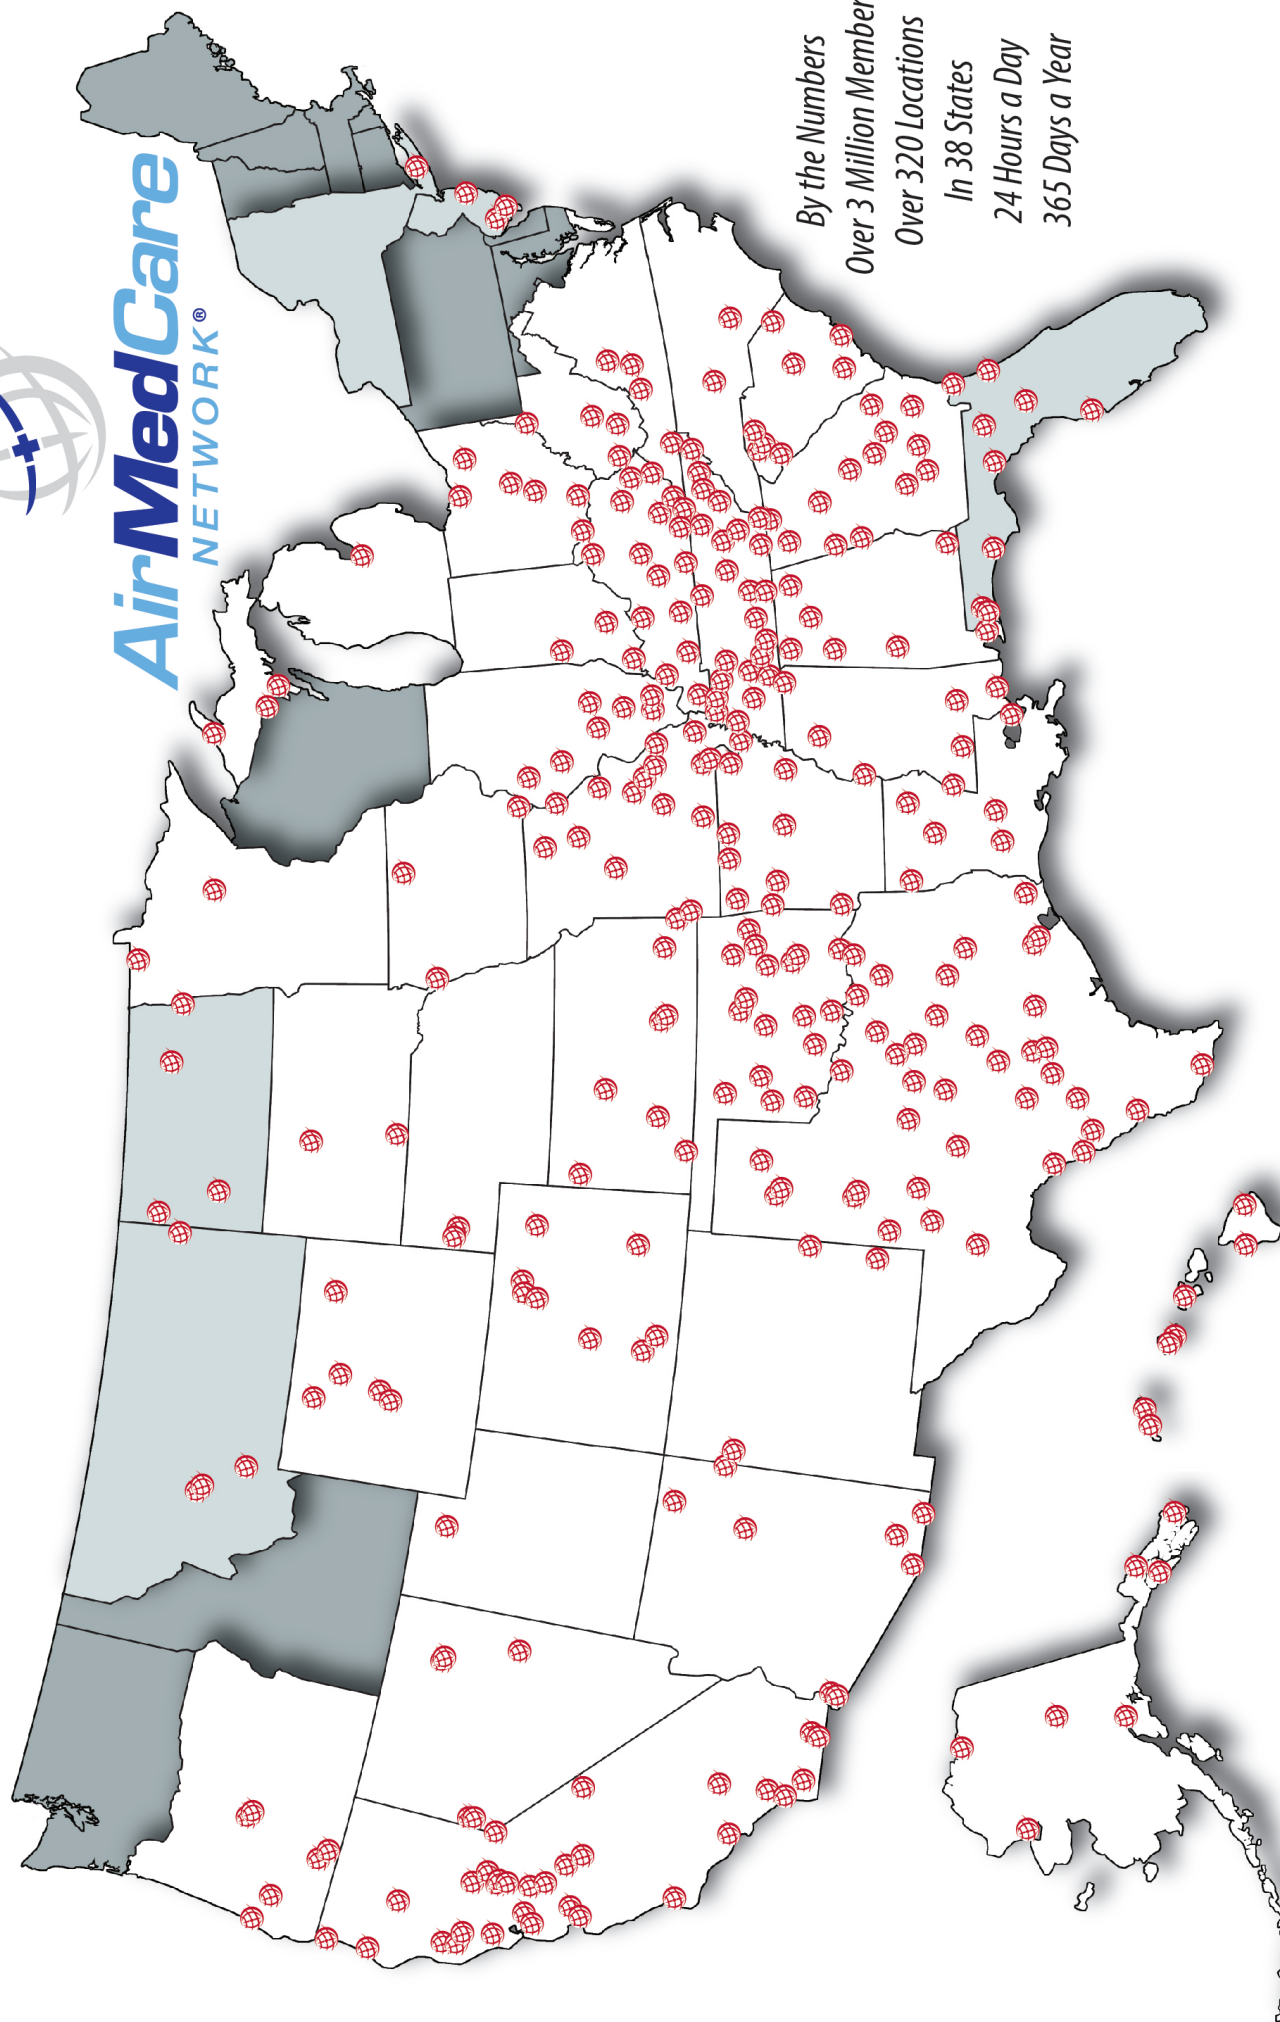 AirMedCare
NETWORK®
By the Numbers
Over 3 Million Member
Over 320 Locations
In 38 States
24 Hours a Day
365 Days a Year